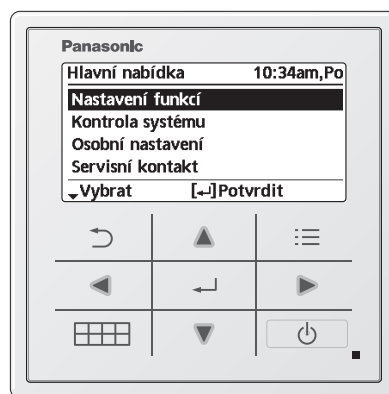 Panasonic
Hlavní nabídka 10:34am,Po
Nastavení funkcí
Kontrola systému
Osobní nastavení
Servisní kontakt
Vybrat [↵]Potvrdit